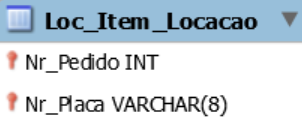 Loc_Item_Locacao
Nr_Pedido INT
Nr_Placa VARCHAR(8)